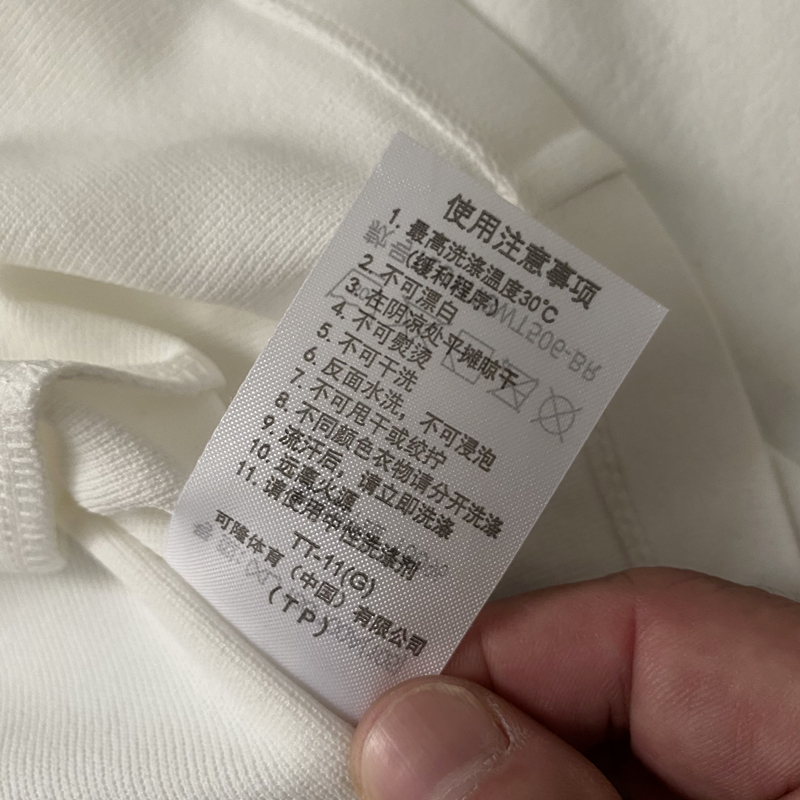 使用注意事项
1. 最高洗涤温度30℃
(缓和程序)
2. 不可漂白
3. 在阴凉处平摊晾干
4. 不可熨烫
5. 不可干洗
6. 反面水洗，不可浸泡
7. 不可甩干或绞拧
8. 不同颜色衣物请分开洗涤
9. 流汗后，请立即洗涤
10. 远离火源
11. 请使用中性洗涤剂
TT-11(G)
可隆体育（中国）有限公司
(TP)